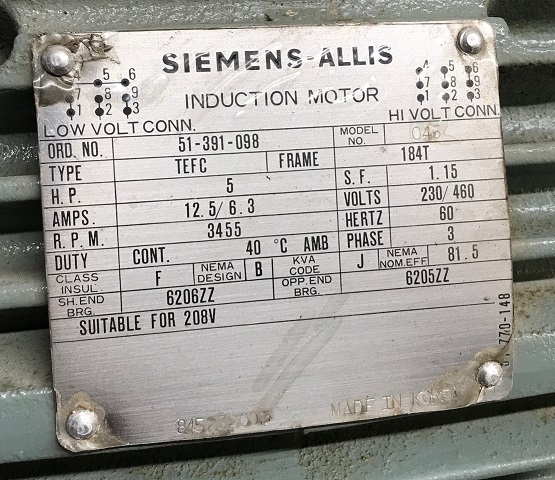 SIEMENS-ALLIS
INDUCTION MOTOR
4 5 6
7 8 9
1 2 3
LOW VOLT CONN.
4 5 6
7 8 9
1 2 3
HI VOLT CONN.
ORD. NO. 51-391-098 MODEL NO.
TYPE TEFC FRAME 184T
H.P. 5 S.F. 1.15
AMPS. 12.5/6.3 VOLTS 230/460
R.P.M. 3455 HERTZ 60
DUTY CONT. 40 °C AMB PHASE 3
CLASS INSUL. F NEMA DESIGN B KVA CODE J NEMA NOM.EFF 81.5
SH.END BRG. 6206ZZ OPP.END BRG. 6205ZZ
SUITABLE FOR 208V
770-148
MADE IN KOREA